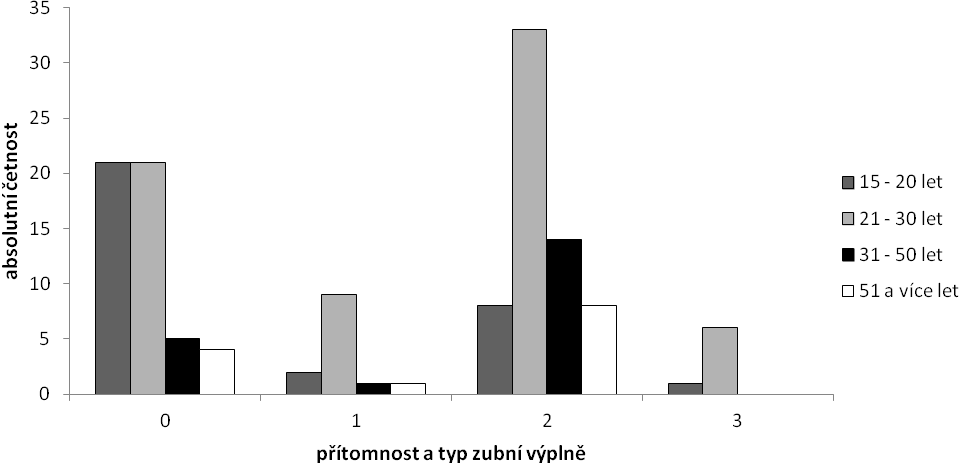 35
30
25
20
15
10
5
0
absolutní četnost
0 1 2 3
přítomnost a typ zubní výplně
15 - 20 let
21 - 30 let
31 - 50 let
51 a více let